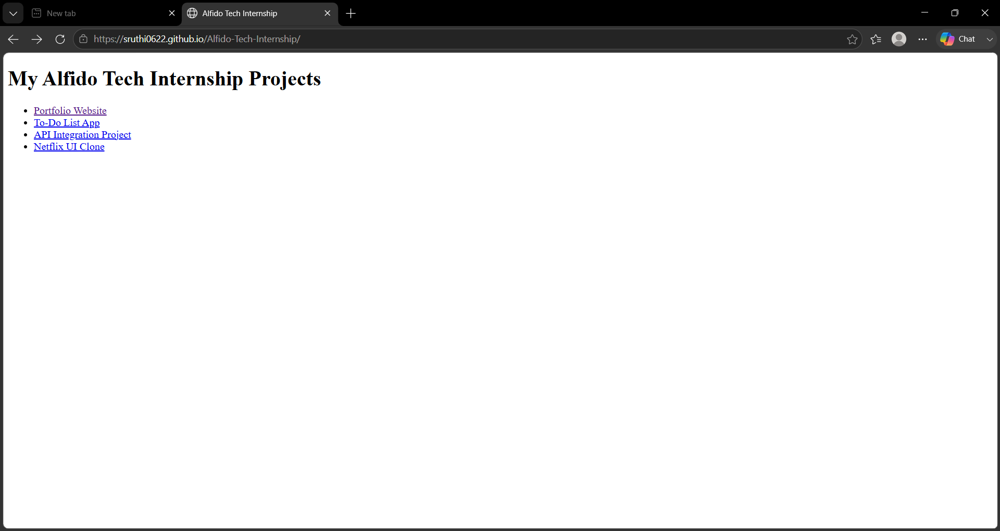 New tab
Alfido Tech Internship
https://sruthi0622.github.io/Alfido-Tech-Internship/
Chat
My Alfido Tech Internship Projects
Portfolio Website
To-Do List App
API Integration Project
Netflix UI Clone